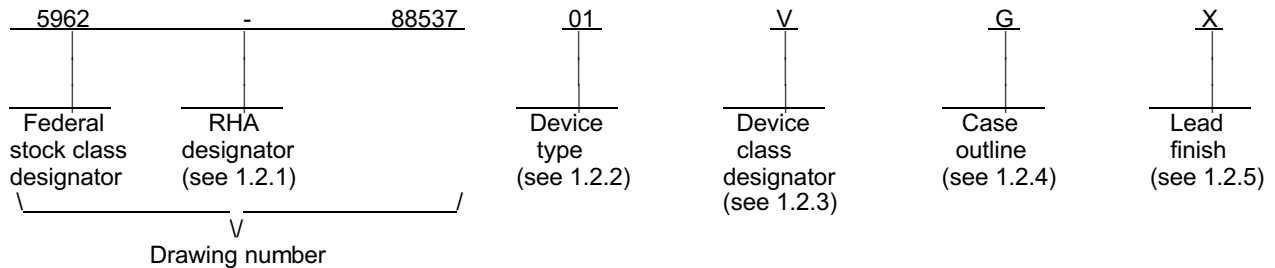 5962 - 88537 01 V G X
Federal stock class designator
RHA designator (see 1.2.1)
Device type (see 1.2.2)
Device class designator (see 1.2.3)
Case outline (see 1.2.4)
Lead finish (see 1.2.5)
\ /
\/
Drawing number